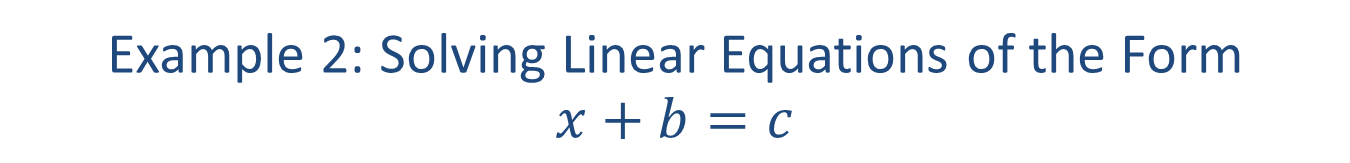 Example 2: Solving Linear Equations of the Form
x + b = c